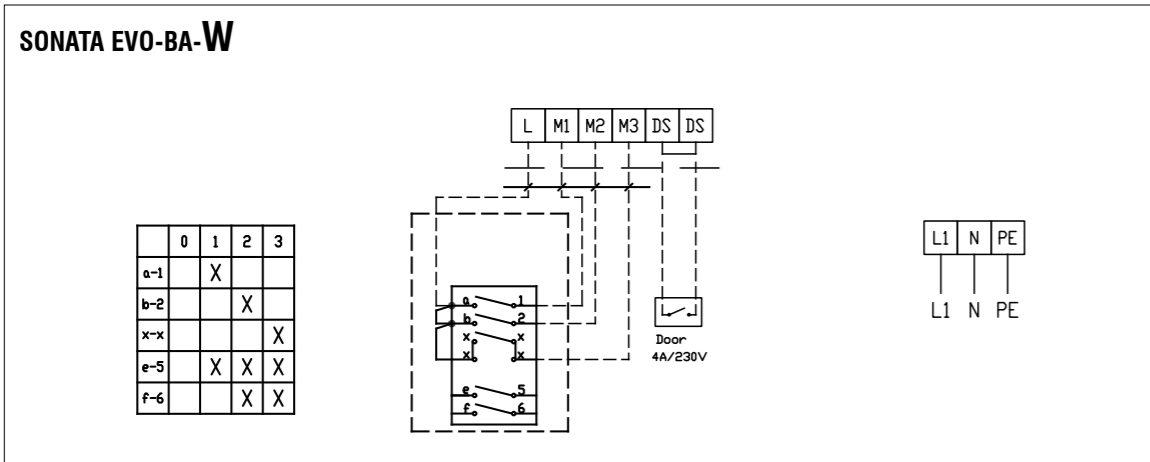 SONATA EVO-BA-W
L M1 M2 M3 DS DS
0 1 2 3
a-1 X
b-2 X
x-x X
e-5 X X X
f-6 X X
a 1
b 2
x x
x x
e 5
f 6
Door
4A/230V
L1 N PE
L1 N PE